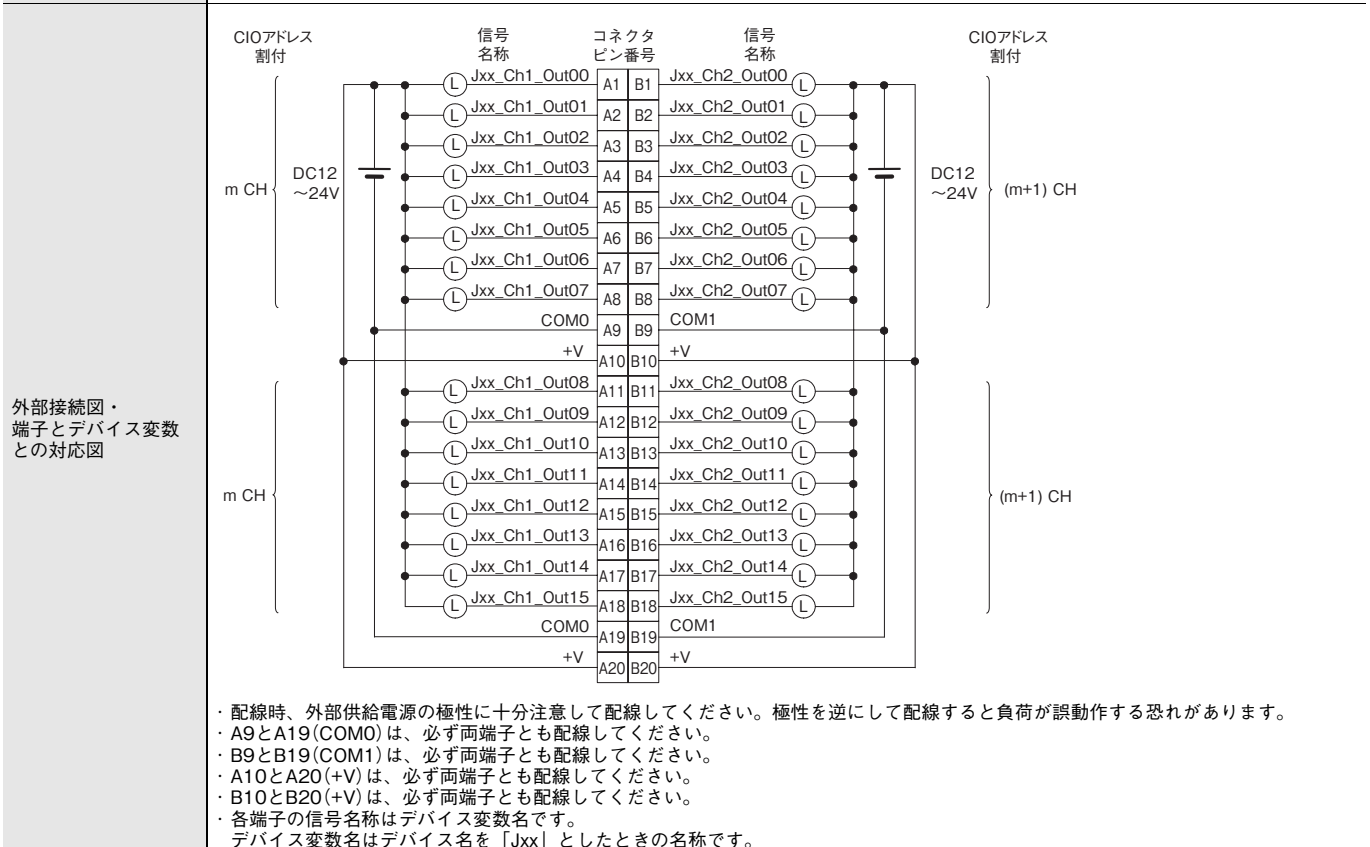 CIOアドレス
割付
信号
名称
コネクタ
ピン番号
信号
名称
CIOアドレス
割付
L Jxx_Ch1_Out00 A1 B1 Jxx_Ch2_Out00 L
L Jxx_Ch1_Out01 A2 B2 Jxx_Ch2_Out01 L
L Jxx_Ch1_Out02 A3 B3 Jxx_Ch2_Out02 L
L Jxx_Ch1_Out03 A4 B4 Jxx_Ch2_Out03 L
L Jxx_Ch1_Out04 A5 B5 Jxx_Ch2_Out04 L
L Jxx_Ch1_Out05 A6 B6 Jxx_Ch2_Out05 L
L Jxx_Ch1_Out06 A7 B7 Jxx_Ch2_Out06 L
L Jxx_Ch1_Out07 A8 B8 Jxx_Ch2_Out07 L
COM0 A9 B9 COM1
+V A10 B10 +V
L Jxx_Ch1_Out08 A11 B11 Jxx_Ch2_Out08 L
L Jxx_Ch1_Out09 A12 B12 Jxx_Ch2_Out09 L
L Jxx_Ch1_Out10 A13 B13 Jxx_Ch2_Out10 L
L Jxx_Ch1_Out11 A14 B14 Jxx_Ch2_Out11 L
L Jxx_Ch1_Out12 A15 B15 Jxx_Ch2_Out12 L
L Jxx_Ch1_Out13 A16 B16 Jxx_Ch2_Out13 L
L Jxx_Ch1_Out14 A17 B17 Jxx_Ch2_Out14 L
L Jxx_Ch1_Out15 A18 B18 Jxx_Ch2_Out15 L
COM0 A19 B19 COM1
+V A20 B20 +V
m CH
DC12
～24V
DC12
～24V
(m+1) CH
m CH
(m+1) CH
外部接続図・
端子とデバイス変数
との対応図
・配線時、外部供給電源の極性に十分注意して配線してください。極性を逆にして配線すると負荷が誤動作する恐れがあります。
・A9とA19(COM0)は、必ず両端子とも配線してください。
・B9とB19(COM1)は、必ず両端子とも配線してください。
・A10とA20(+V)は、必ず両端子とも配線してください。
・B10とB20(+V)は、必ず両端子とも配線してください。
・各端子の信号名称はデバイス変数名です。
デバイス変数名はデバイス名を「Jxx」としたときの名称です。